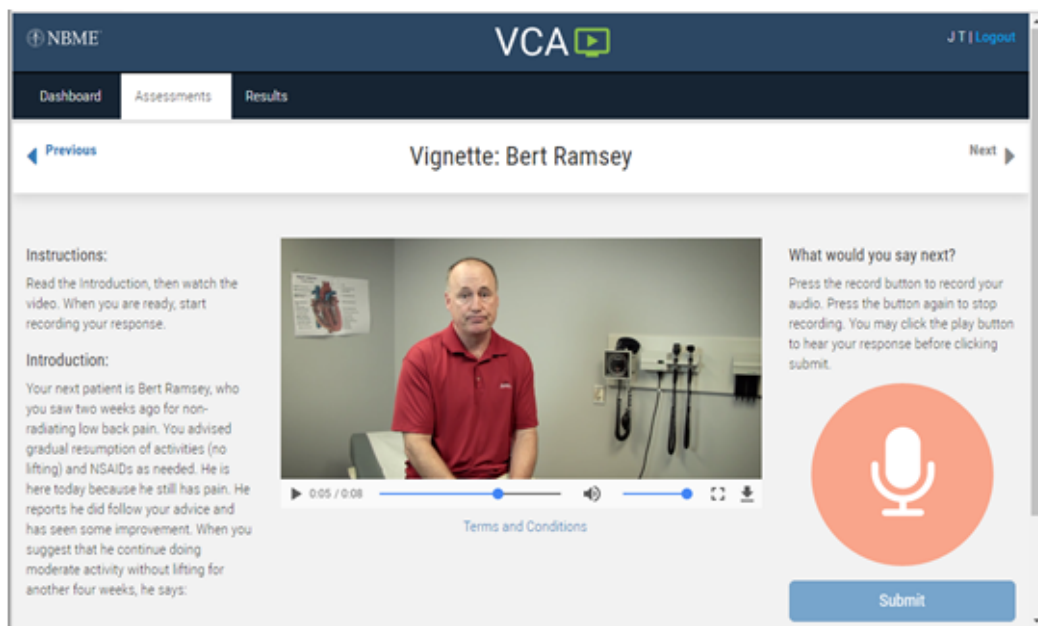 NBME
VCA
J T | Logout
Dashboard
Assessments
Results
Previous
Vignette: Bert Ramsey
Next
Instructions:
Read the Introduction, then watch the
video. When you are ready, start
recording your response.
Introduction:
Your next patient is Bert Ramsey, who
you saw two weeks ago for non-
radiating low back pain. You advised
gradual resumption of activities (no
lifting) and NSAIDs as needed. He is
here today because he still has pain. He
reports he did follow your advice and
has seen some improvement. When you
suggest that he continue doing
moderate activity without lifting for
another four weeks, he says:
0:05 / 0:08
Terms and Conditions
What would you say next?
Press the record button to record your
audio. Press the button again to stop
recording. You may click the play button
to hear your response before clicking
submit.
Submit